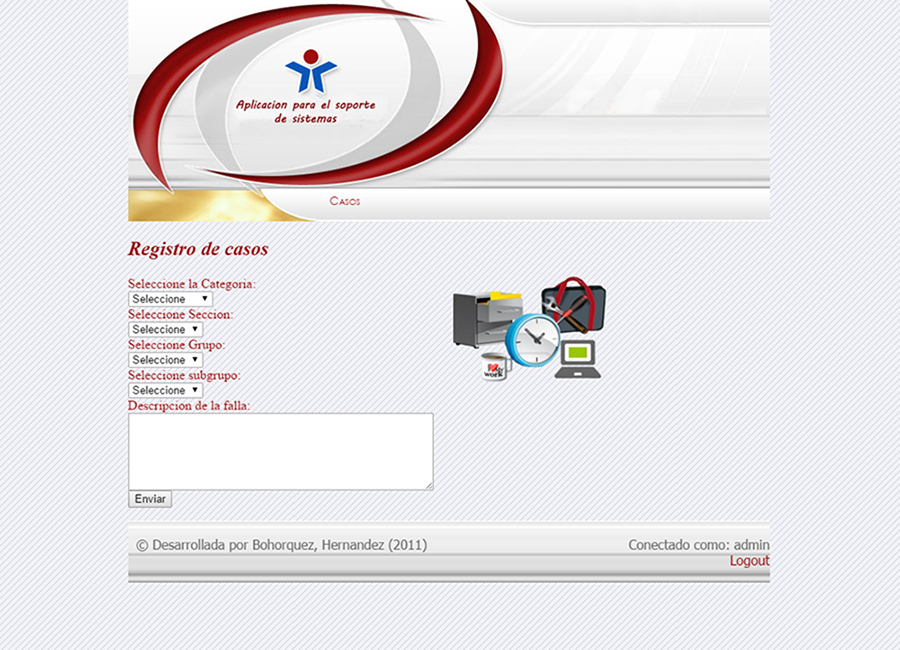 Aplicacion para el soporte
de sistemas
Casos
Registro de casos
Seleccione la Categoria:
Seleccione
Seleccione Seccion:
Seleccione
Seleccione Grupo:
Seleccione
Seleccione subgrupo:
Seleccione
Descripcion de la falla:
Enviar
work
© Desarrollada por Bohorquez, Hernandez (2011)
Conectado como: admin
Logout